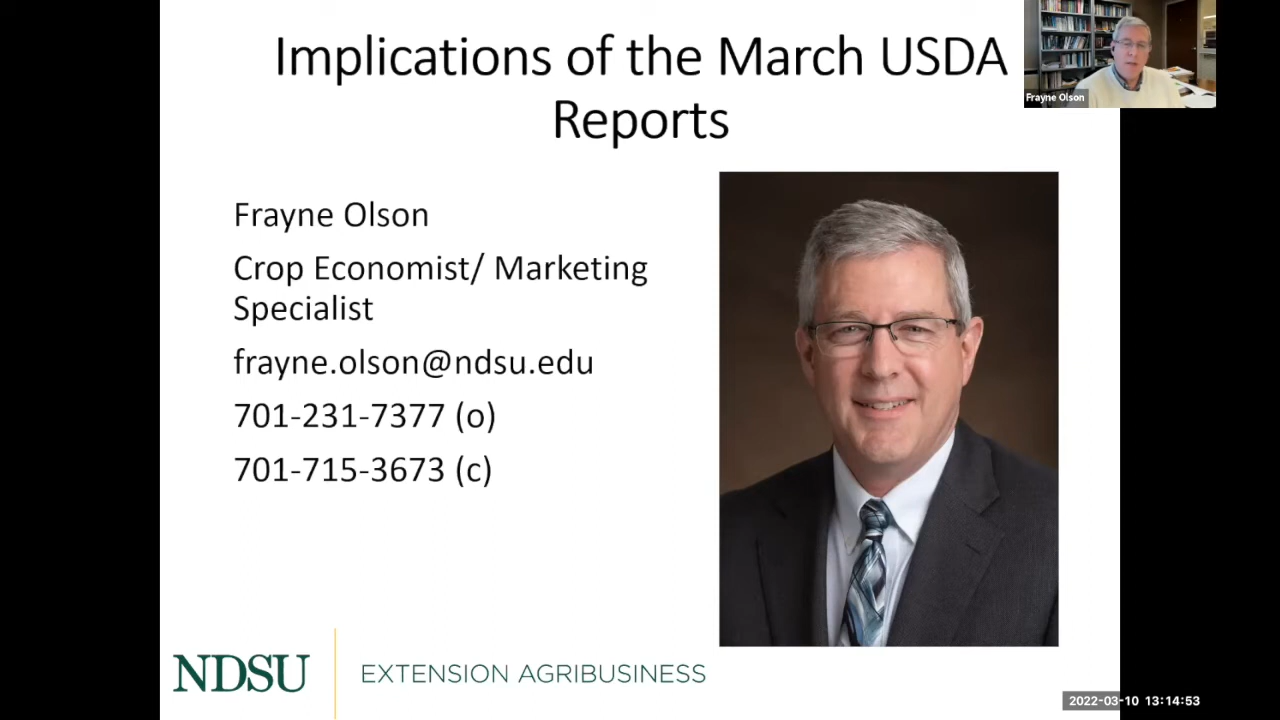 Implications of the March USDA
Reports
Frayne Olson
Frayne Olson
Crop Economist/ Marketing
Specialist
frayne.olson@ndsu.edu
701-231-7377 (o)
701-715-3673 (c)
NDSU
EXTENSION AGRIBUSINESS
2022-03-10 13:14:53